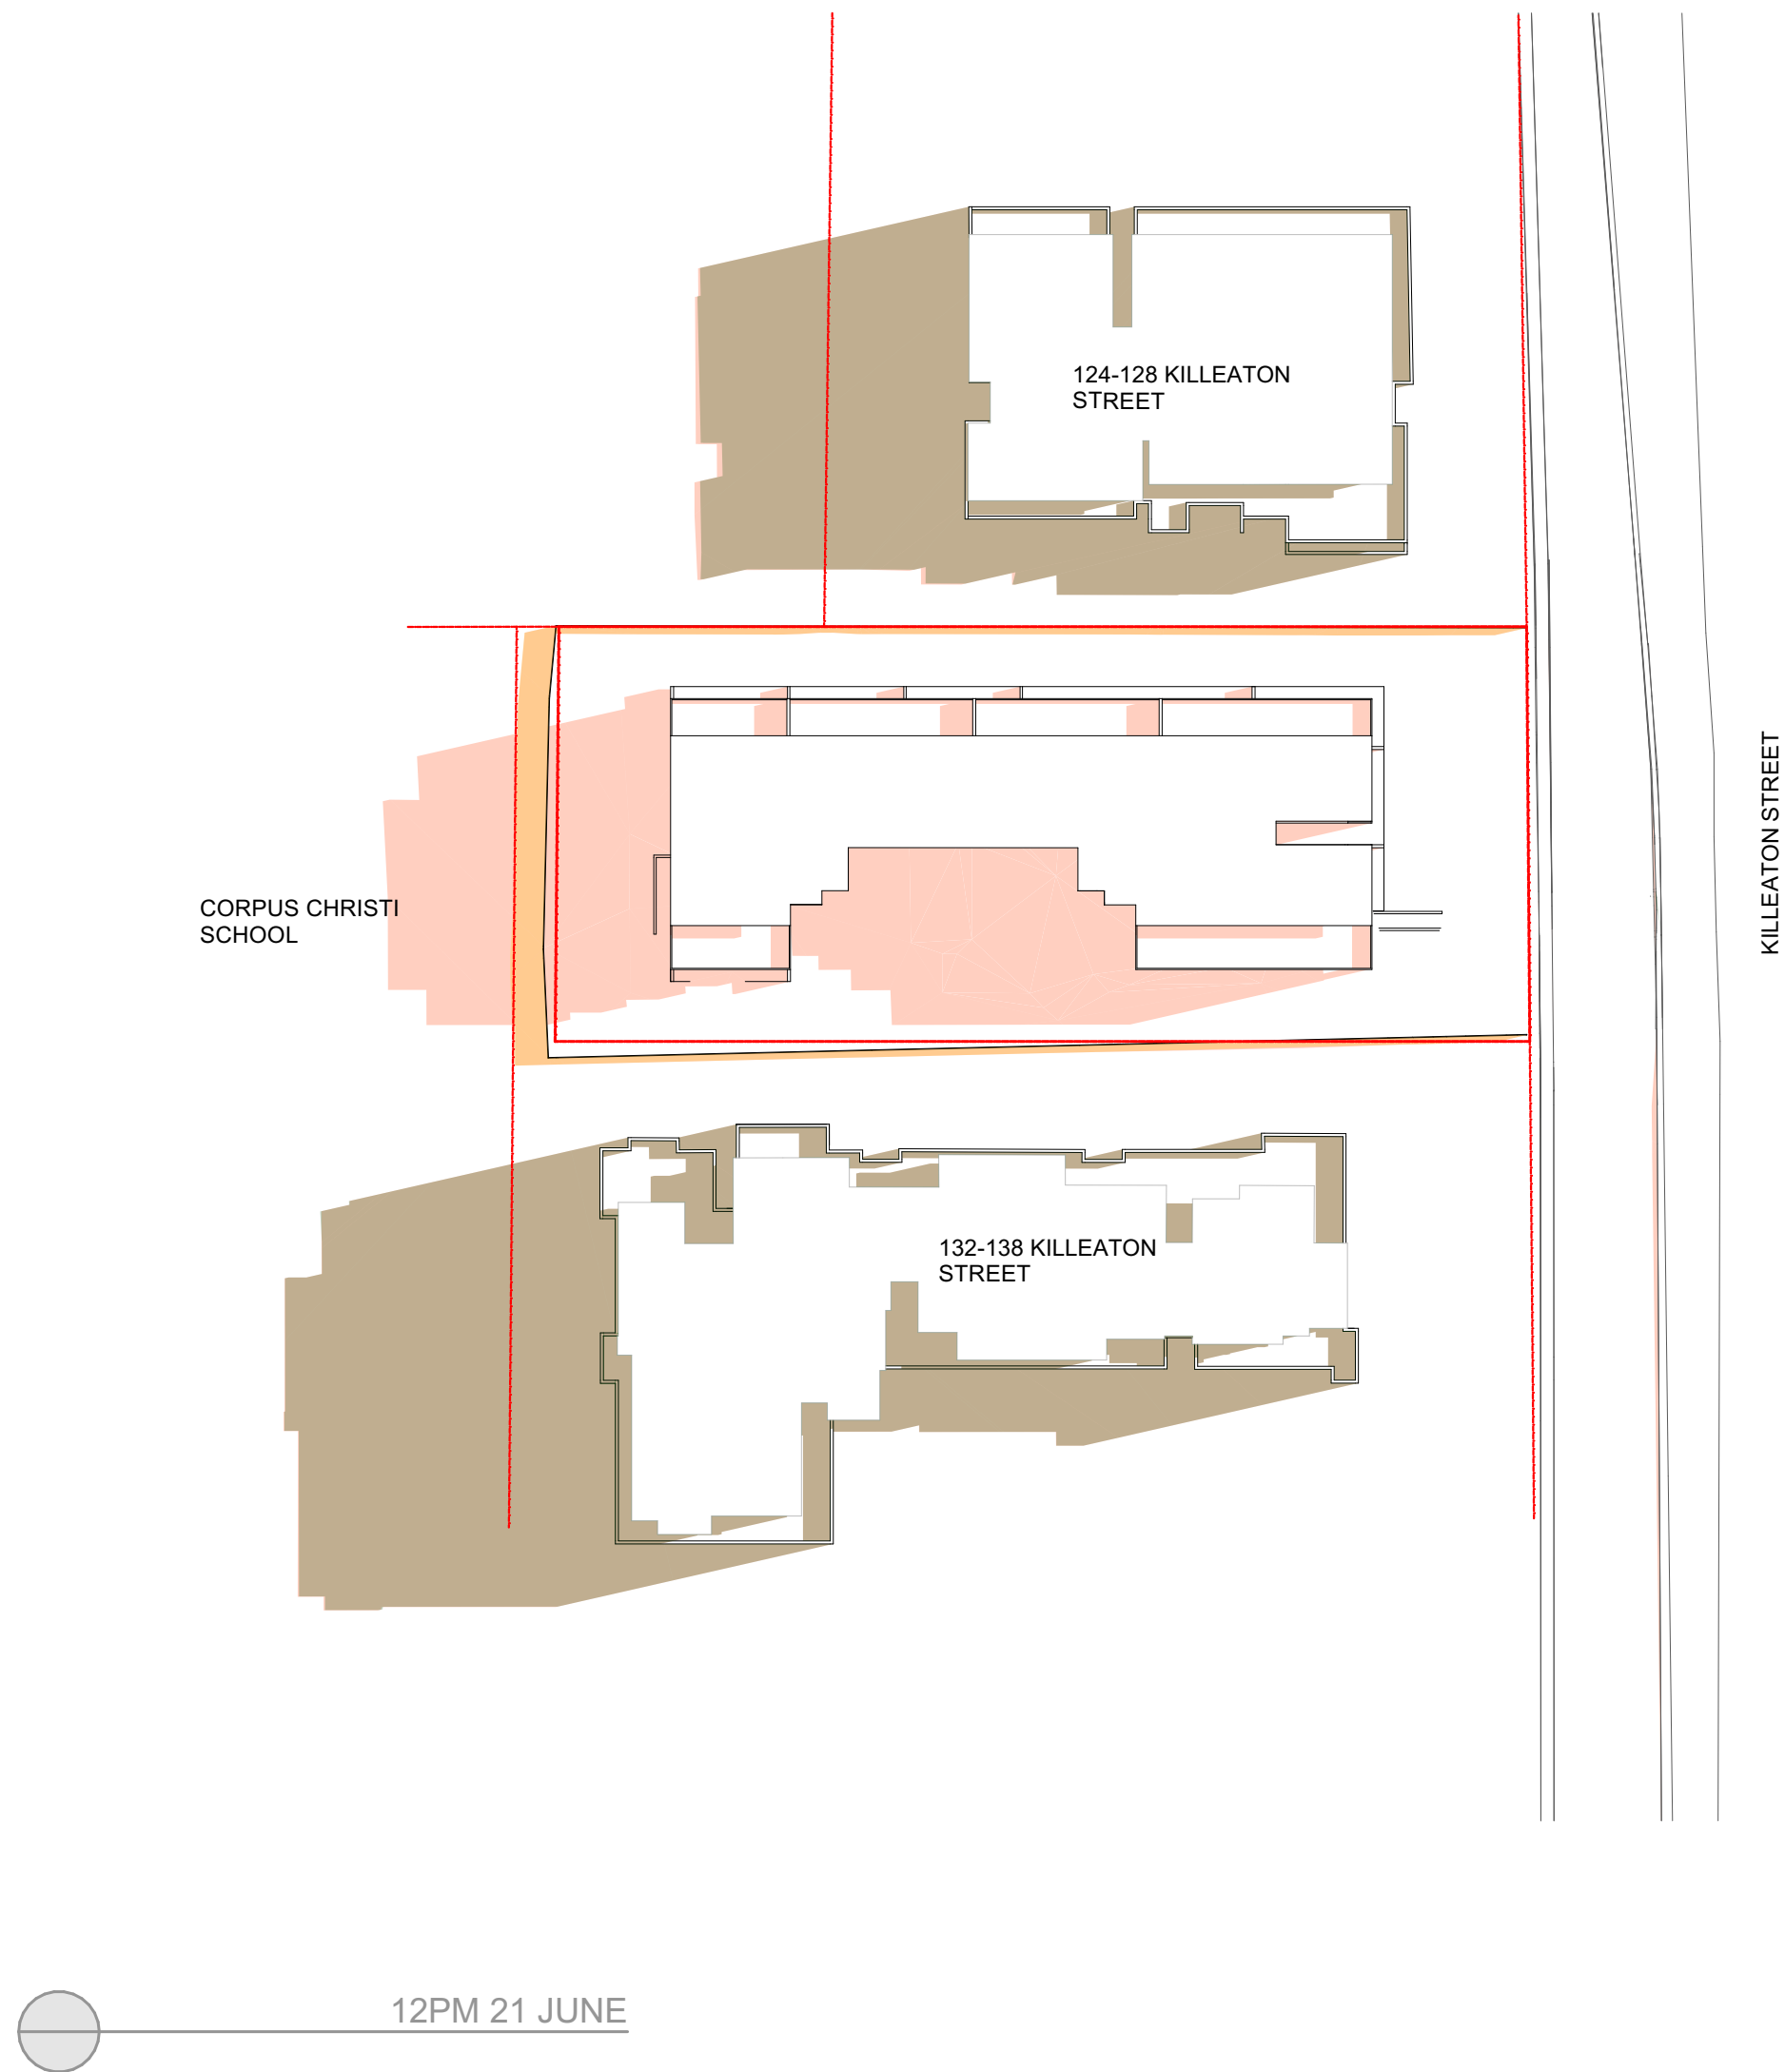 124-128 KILLEATON
STREET
KILLEATON STREET
CORPUS CHRISTI
SCHOOL
132-138 KILLEATON
STREET
12PM 21 JUNE